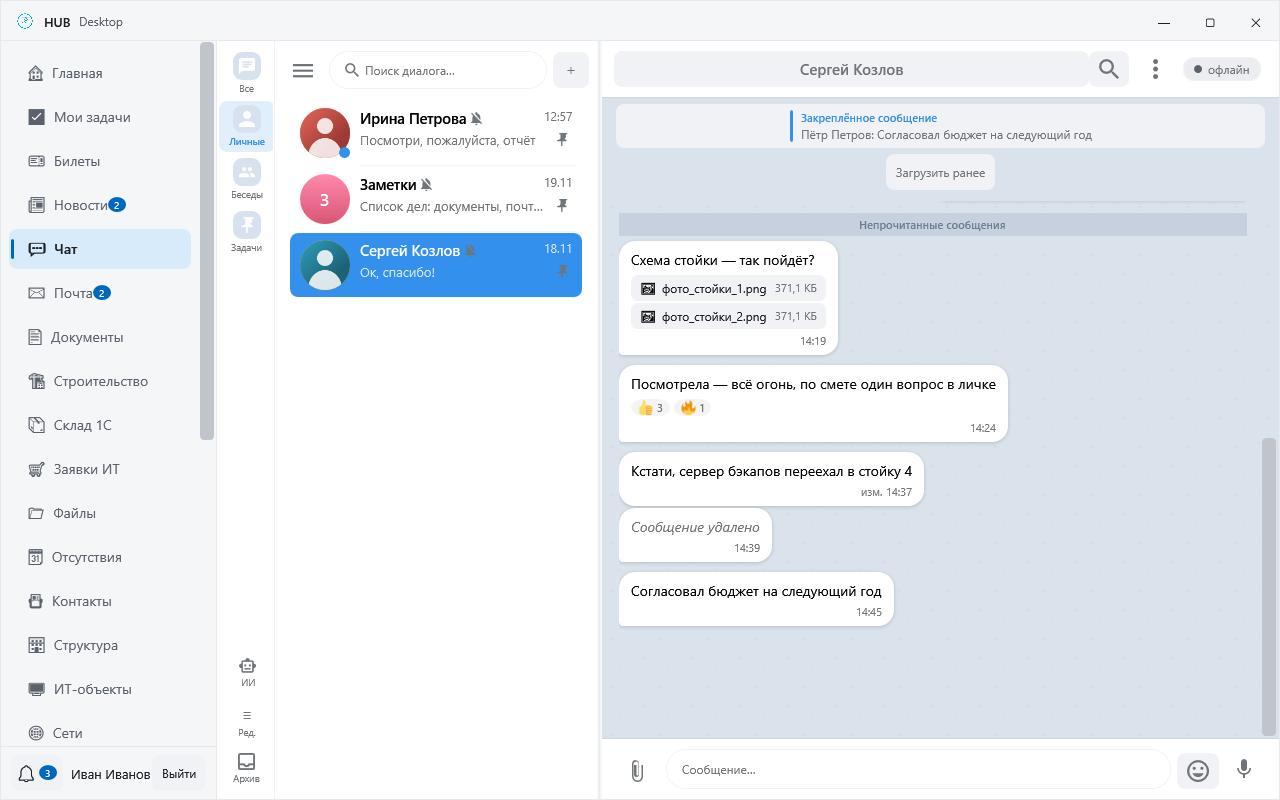 HUB Desktop
Главная
Мои задачи
Билеты
Новости 2
Чат
Почта 2
Документы
Строительство
Склад 1С
Заявки ИТ
Файлы
31 Отсутствия
Контакты
Структура
ИТ-объекты
Сети
3 Иван Иванов Выйти
Все
Личные
Беседы
Задачи
ИИ
Ред.
Архив
Поиск диалога...
+
Ирина Петрова 12:57
Посмотри, пожалуйста, отчёт
З
Заметки 19.11
Список дел: документы, почт...
Сергей Козлов 18.11
Ок, спасибо!
Сергей Козлов
офлайн
Закреплённое сообщение
Пётр Петров: Согласовал бюджет на следующий год
Загрузить ранее
Непрочитанные сообщения
Схема стойки — так пойдёт?
фото_стойки_1.png 371,1 КБ
фото_стойки_2.png 371,1 КБ
14:19
Посмотрела — всё огонь, по смете один вопрос в личке
👍 3 🔥 1
14:24
Кстати, сервер бэкапов переехал в стойку 4
изм. 14:37
Сообщение удалено
14:39
Согласовал бюджет на следующий год
14:45
Сообщение...